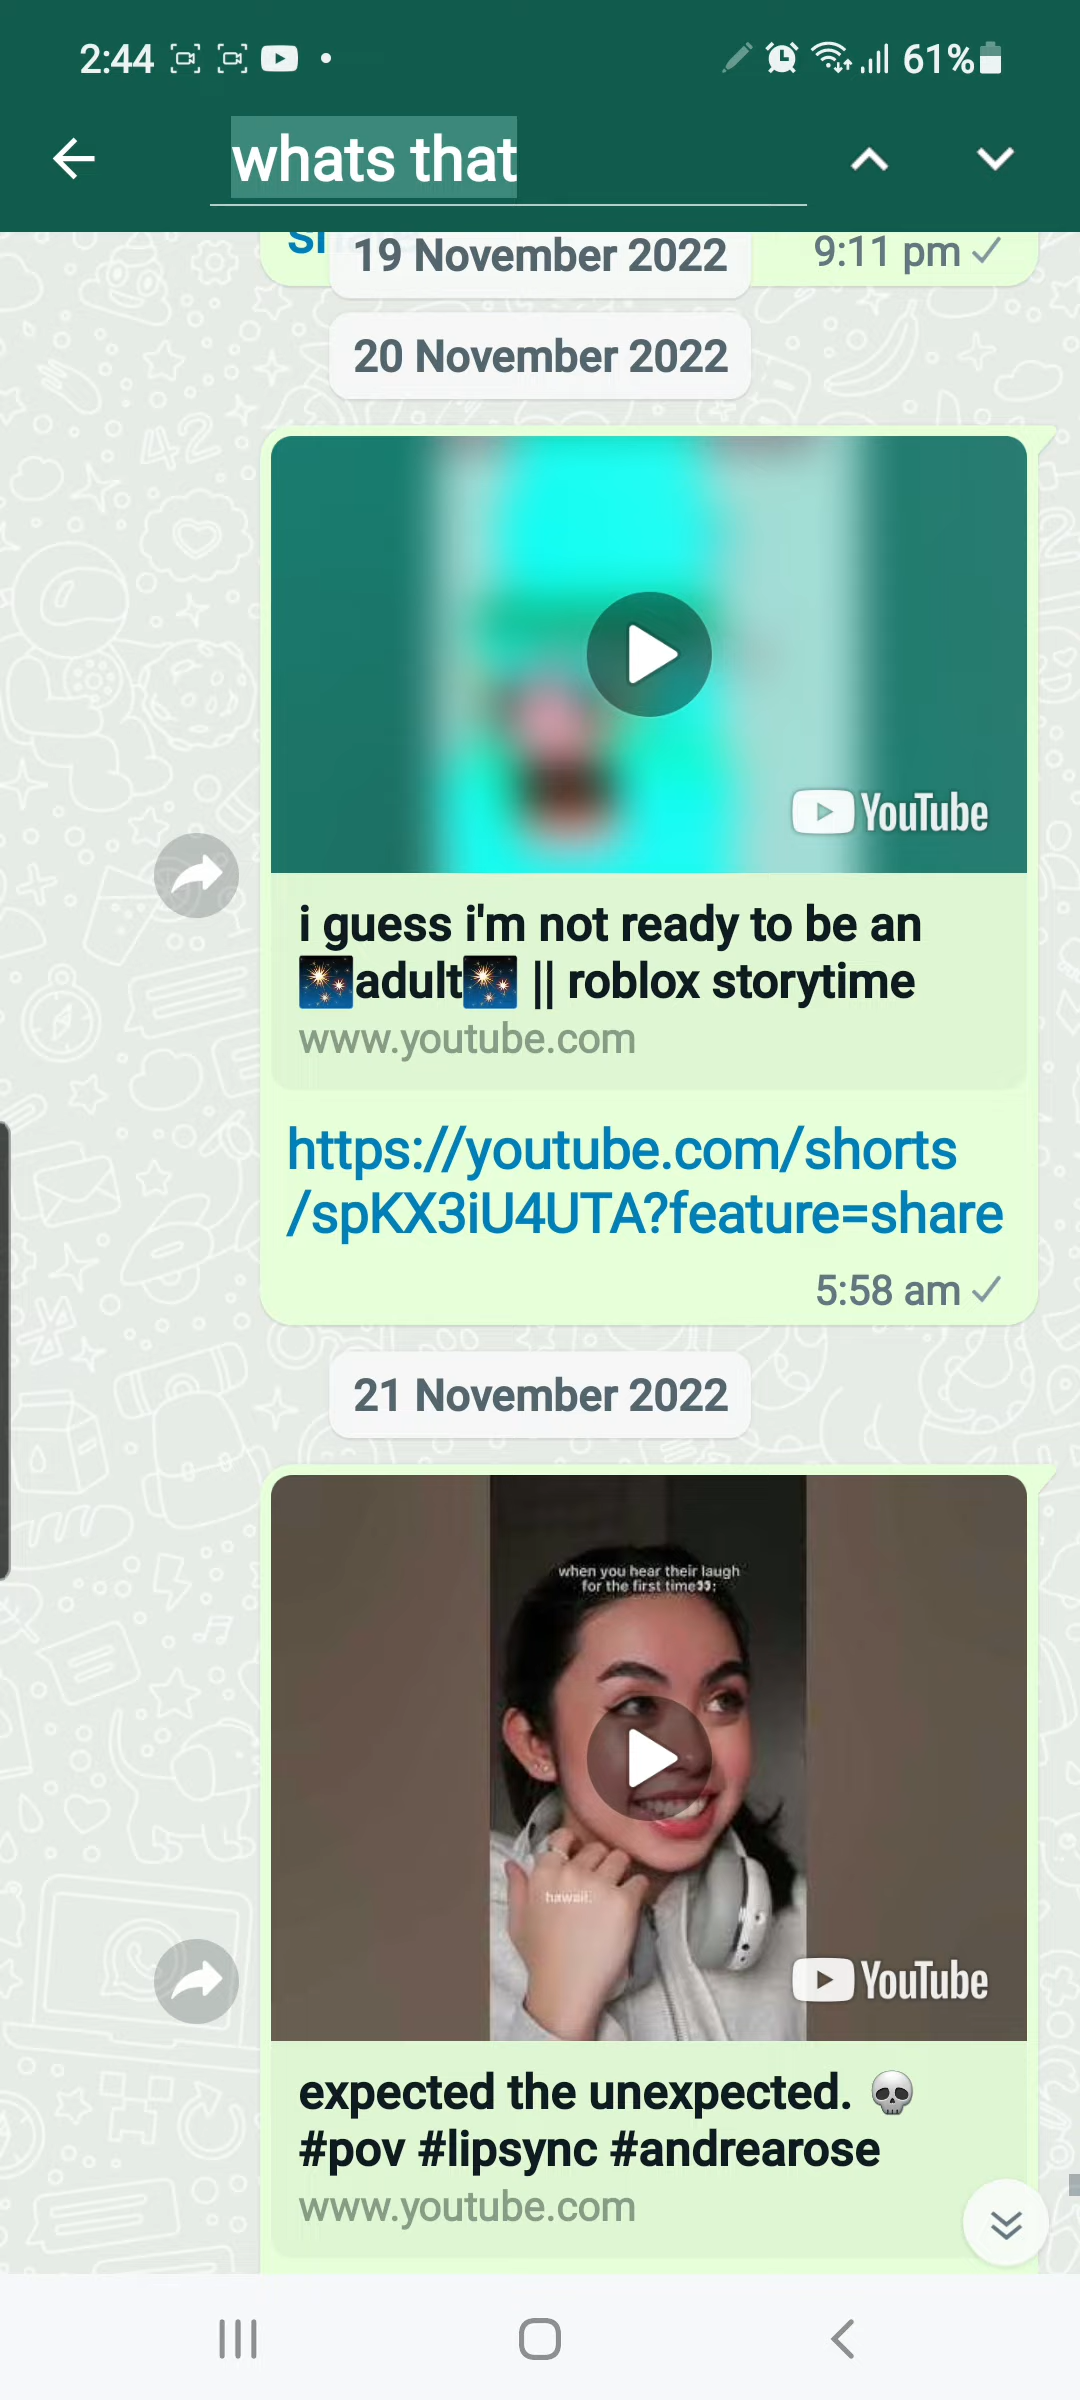 2:44
61%
whats that
19 November 2022
9:11 pm
20 November 2022
YouTube
i guess i'm not ready to be an
🎇adult🎇 || roblox storytime
www.youtube.com
https://youtube.com/shorts
/spKX3iU4UTA?feature=share
5:58 am
21 November 2022
when you hear their laugh
for the first time
hawaii.
YouTube
expected the unexpected. 💀
#pov #lipsync #andrearose
www.youtube.com